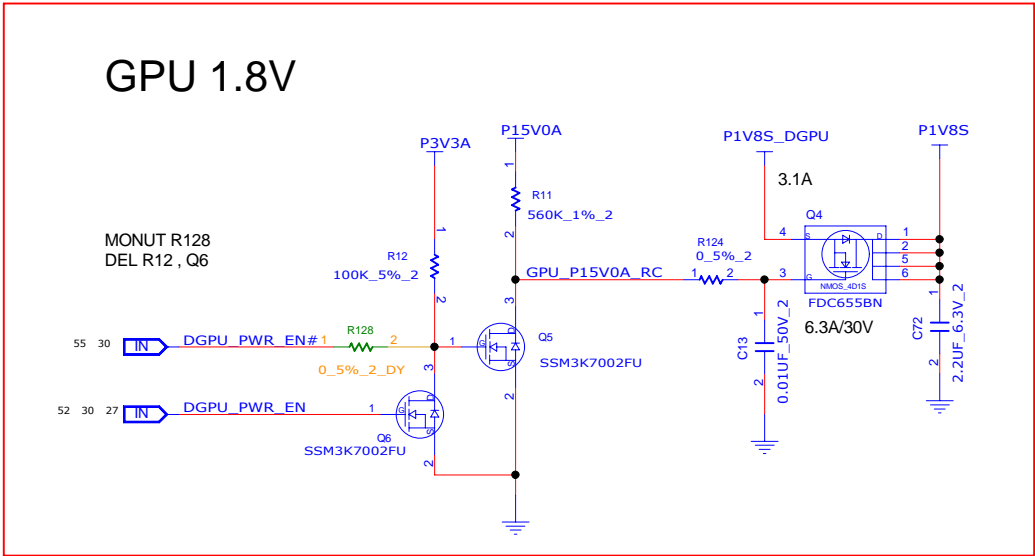 GPU 1.8V
P15V0A
P1V8S
P3V3A
P1V8S_DGPU
3.1A
1
1
R11
560K_1%_2
2
Q4
4
S
D
1
2
5
6
MONUT R128
DEL R12 , Q6
1
R12
100K_5%_2
2
R124
0_5%_2
GPU_P15V0A_RC
1
2
3
G
NMOS_4D1S
FDC655BN
6.3A/30V
1
C13
2
0.01UF_50V_2
1
C72
2
2.2UF_6.3V_2
55 30
IN
DGPU_PWR_EN#
1
R128
2
0_5%_2_DY
1
3
G
D
S
Q5
SSM3K7002FU
2
52 30 27
IN
DGPU_PWR_EN
1
3
G
D
S
Q6
SSM3K7002FU
2